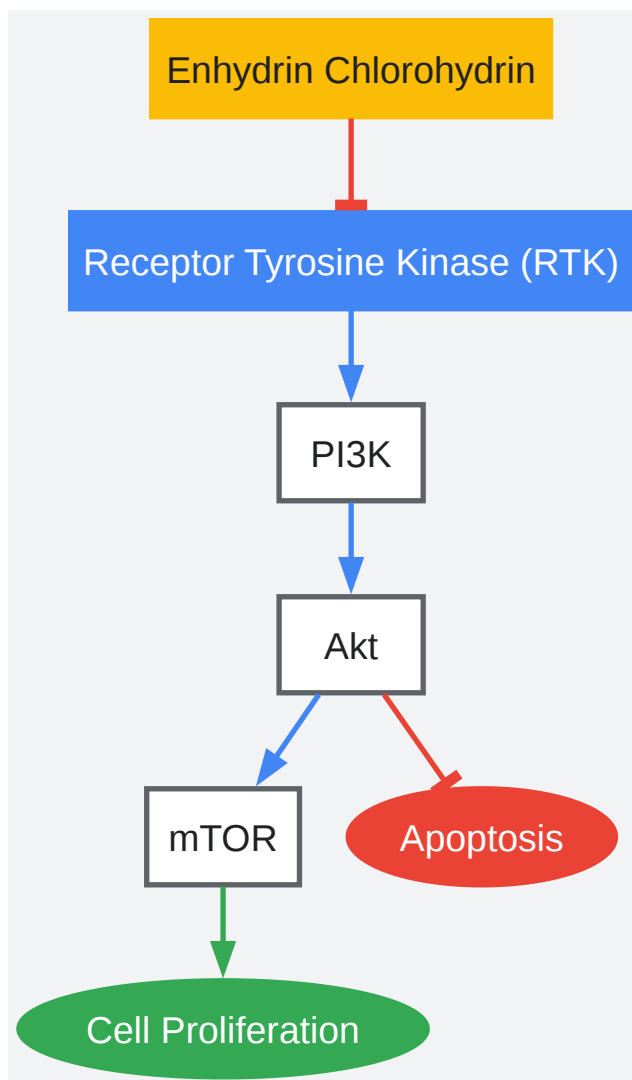 Enhydrin Chlorohydrin
Receptor Tyrosine Kinase (RTK)
PI3K
Akt
mTOR
Apoptosis
Cell Proliferation